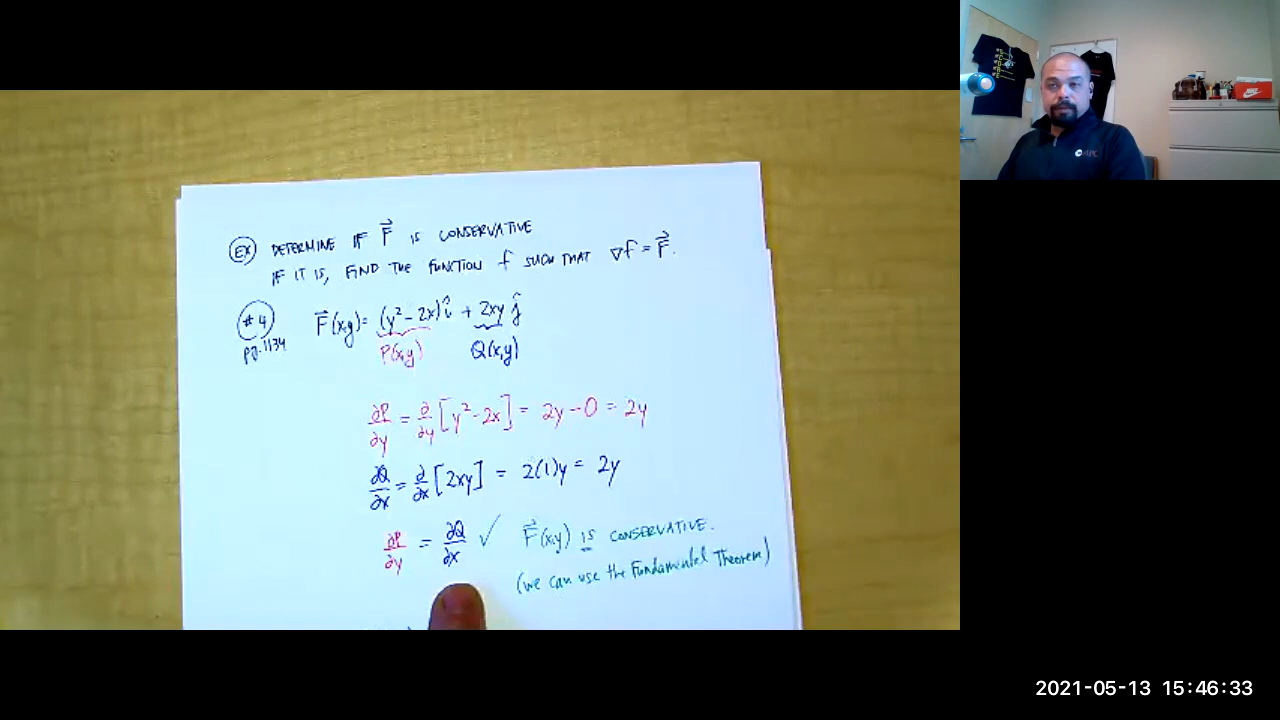 EX DETERMINE IF F⃗ IS CONSERVATIVE
IF IT IS, FIND THE FUNCTION f SUCH THAT ∇f = F⃗.
#4 F⃗(x,y) = (y² - 2x)î + 2xy ĵ
pg. 1134 P(x,y) Q(x,y)
∂P/∂y = ∂/∂y [y² - 2x] = 2y - 0 = 2y
∂Q/∂x = ∂/∂x [2xy] = 2(1)y = 2y
∂P/∂y = ∂Q/∂x ✓ F⃗(x,y) is CONSERVATIVE.
(we can use the Fundamental Theorem)
NIKE
2021-05-13 15:46:33